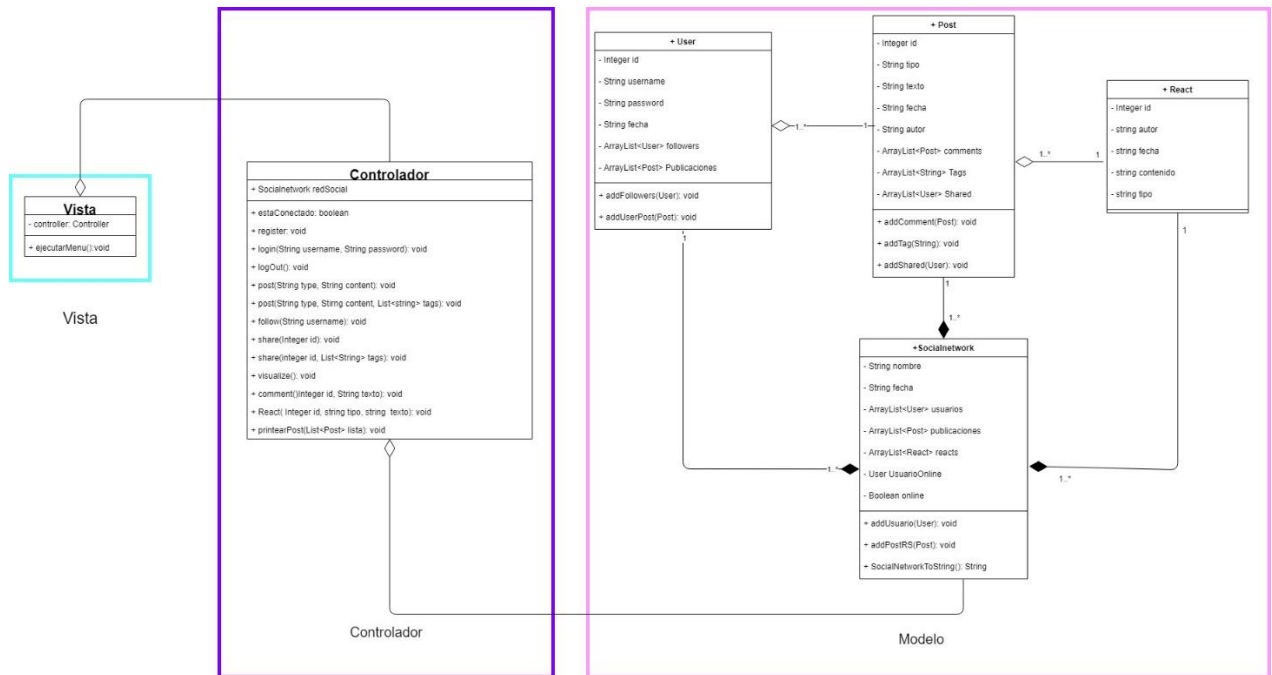 Vista
- controller: Controller
+ ejecutarMenu():void
Vista
Controlador
+ Socialnetwork redSocial
+ estaConectado: boolean
+ register: void
+ login(String username, String password): void
+ logOut(): void
+ post(String type, String content): void
+ post(String type, Stirng content, List<string> tags): void
+ follow(String username): void
+ share(Integer id): void
+ share(integer id, List<String> tags): void
+ visualize(): void
+ comment()Integer id, String texto): void
+ React( Integer id, string tipo, string texto): void
+ printearPost(List<Post> lista): void
Controlador
+ User
- Integer id
- String username
- String password
- String fecha
- ArrayList<User> followers
- ArrayList<Post> Publicaciones
+ addFollowers(User): void
+ addUserPost(Post): void
1..*
1
1
+ Post
- Integer id
- String tipo
- String texto
- String fecha
- String autor
- ArrayList<Post> comments
- ArrayList<String> Tags
- ArrayList<User> Shared
+ addComment(Post): void
+ addTag(String): void
+ addShared(User): void
1
1..*
1..*
1
+ React
- Integer id
- string autor
- string fecha
- string contenido
- string tipo
1
+Socialnetwork
- String nombre
- String fecha
- ArrayList<User> usuarios
- ArrayList<Post> publicaciones
- ArrayList<React> reacts
- User UsuarioOnline
- Boolean online
+ addUsuario(User): void
+ addPostRS(Post): void
+ SocialNetworkToString(): String
1..*
1..*
Modelo